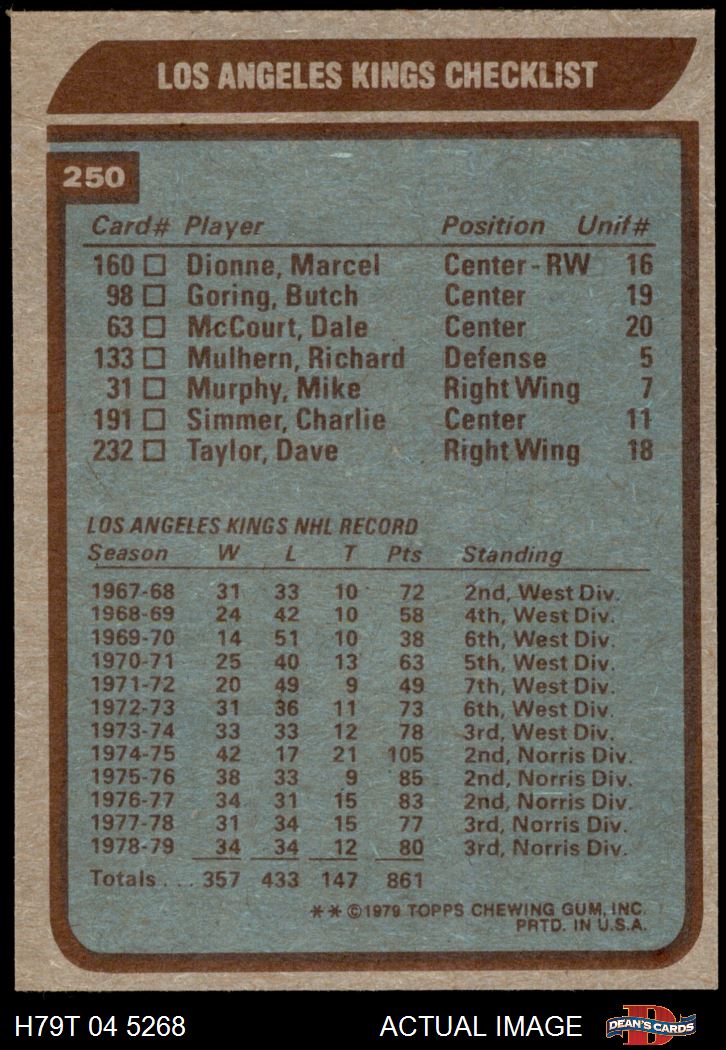 LOS ANGELES KINGS CHECKLIST
250
Card# Player Position Unif#
160 Dionne, Marcel Center-RW 16
98 Goring, Butch Center 19
63 McCourt, Dale Center 20
133 Mulhern, Richard Defense 5
31 Murphy, Mike Right Wing 7
191 Simmer, Charlie Center 11
232 Taylor, Dave Right Wing 18
LOS ANGELES KINGS NHL RECORD
Season W L T Pts Standing
1967-68 31 33 10 72 2nd, West Div.
1968-69 24 42 10 58 4th, West Div.
1969-70 14 51 10 38 6th, West Div.
1970-71 25 40 13 63 5th, West Div.
1971-72 20 49 9 49 7th, West Div.
1972-73 31 36 11 73 6th, West Div.
1973-74 33 33 12 78 3rd, West Div.
1974-75 42 17 21 105 2nd, Norris Div.
1975-76 38 33 9 85 2nd, Norris Div.
1976-77 34 31 15 83 2nd, Norris Div.
1977-78 31 34 15 77 3rd, Norris Div.
1978-79 34 34 12 80 3rd, Norris Div.
Totals . . . 357 433 147 861
** ©1979 TOPPS CHEWING GUM, INC.
PRTD. IN U.S.A.
H79T 04 5268 ACTUAL IMAGE D DEAN'S CARDS